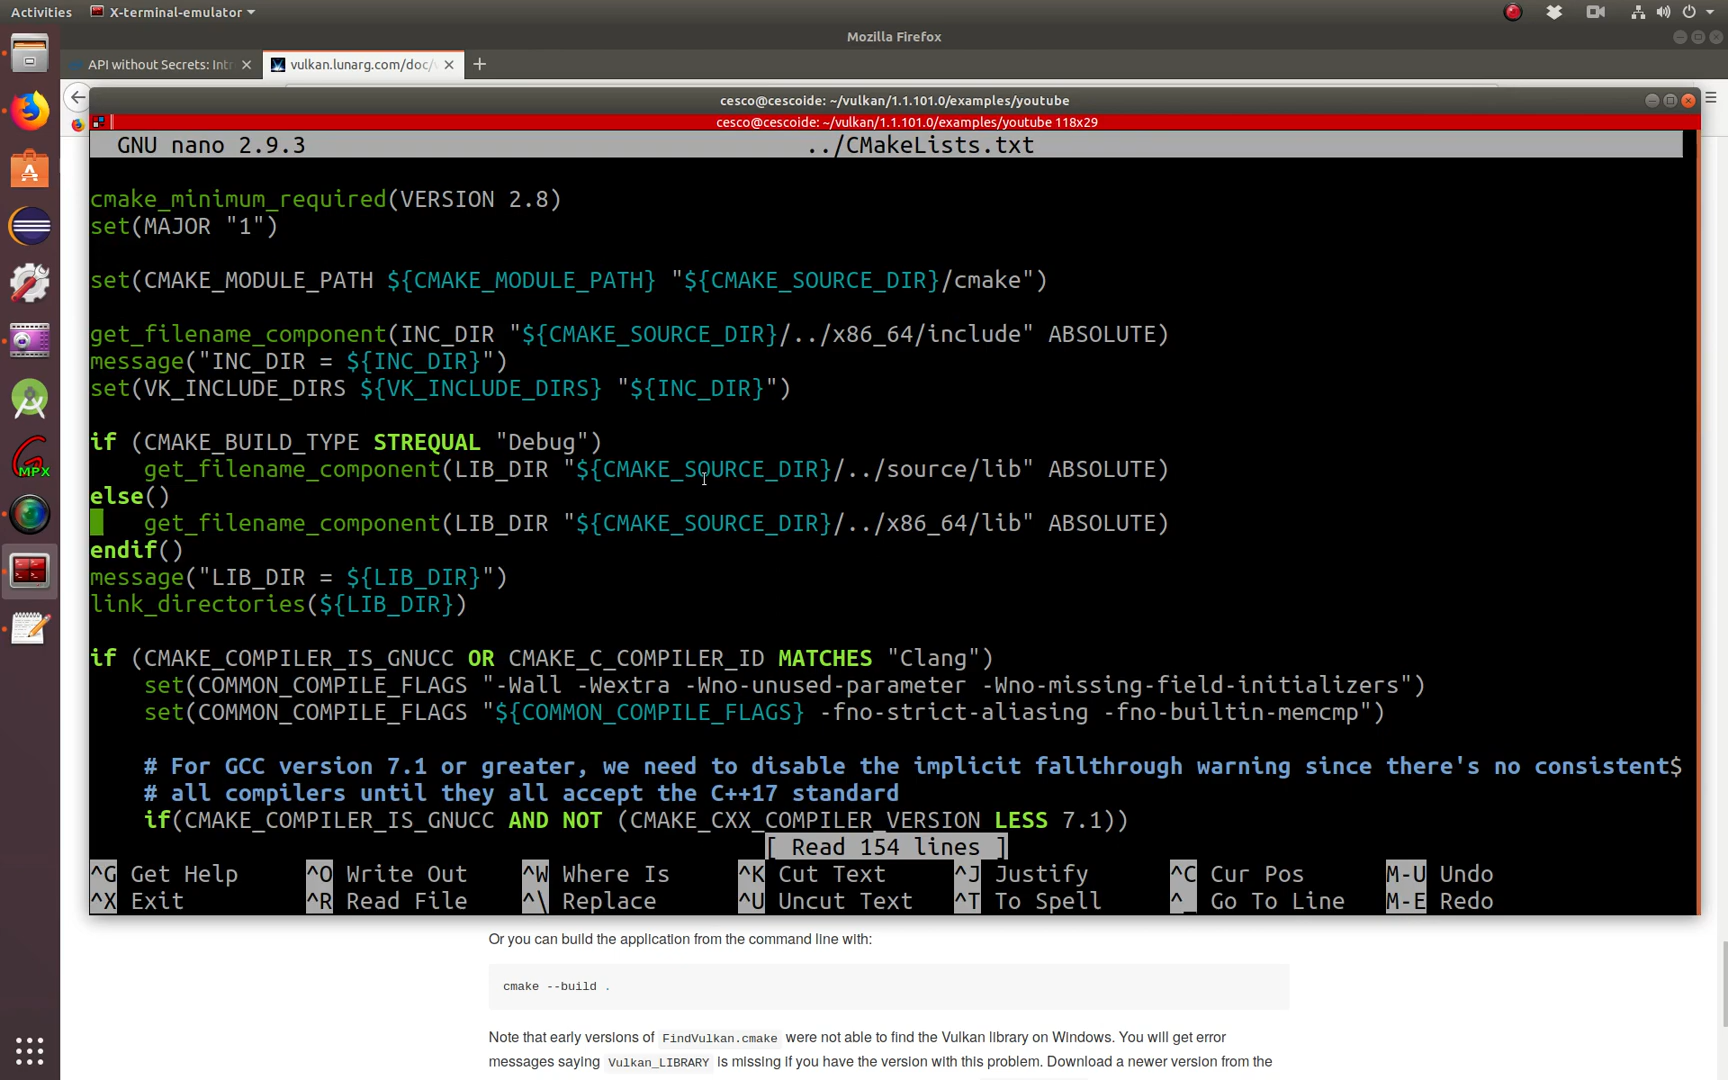 Activities
X-terminal-emulator
Mozilla Firefox
API without Secrets: Intr
vulkan.lunarg.com/doc/
cesco@cescoide: ~/vulkan/1.1.101.0/examples/youtube
cesco@cescoide: ~/vulkan/1.1.101.0/examples/youtube 118x29
GNU nano 2.9.3 ../CMakeLists.txt
cmake_minimum_required(VERSION 2.8)
set(MAJOR "1")
set(CMAKE_MODULE_PATH ${CMAKE_MODULE_PATH} "${CMAKE_SOURCE_DIR}/cmake")
get_filename_component(INC_DIR "${CMAKE_SOURCE_DIR}/../x86_64/include" ABSOLUTE)
message("INC_DIR = ${INC_DIR}")
set(VK_INCLUDE_DIRS ${VK_INCLUDE_DIRS} "${INC_DIR}")
if (CMAKE_BUILD_TYPE STREQUAL "Debug")
get_filename_component(LIB_DIR "${CMAKE_SOURCE_DIR}/../source/lib" ABSOLUTE)
else()
get_filename_component(LIB_DIR "${CMAKE_SOURCE_DIR}/../x86_64/lib" ABSOLUTE)
endif()
message("LIB_DIR = ${LIB_DIR}")
link_directories(${LIB_DIR})
if (CMAKE_COMPILER_IS_GNUCC OR CMAKE_C_COMPILER_ID MATCHES "Clang")
set(COMMON_COMPILE_FLAGS "-Wall -Wextra -Wno-unused-parameter -Wno-missing-field-initializers")
set(COMMON_COMPILE_FLAGS "${COMMON_COMPILE_FLAGS} -fno-strict-aliasing -fno-builtin-memcmp")
# For GCC version 7.1 or greater, we need to disable the implicit fallthrough warning since there's no consistent$
# all compilers until they all accept the C++17 standard
if(CMAKE_COMPILER_IS_GNUCC AND NOT (CMAKE_CXX_COMPILER_VERSION LESS 7.1))
[ Read 154 lines ]
^G Get Help ^O Write Out ^W Where Is ^K Cut Text ^J Justify ^C Cur Pos M-U Undo
^X Exit ^R Read File ^\ Replace ^U Uncut Text ^T To Spell ^_ Go To Line M-E Redo
MPX
Or you can build the application from the command line with:
cmake --build .
Note that early versions of FindVulkan.cmake were not able to find the Vulkan library on Windows. You will get error
messages saying Vulkan_LIBRARY is missing if you have the version with this problem. Download a newer version from the